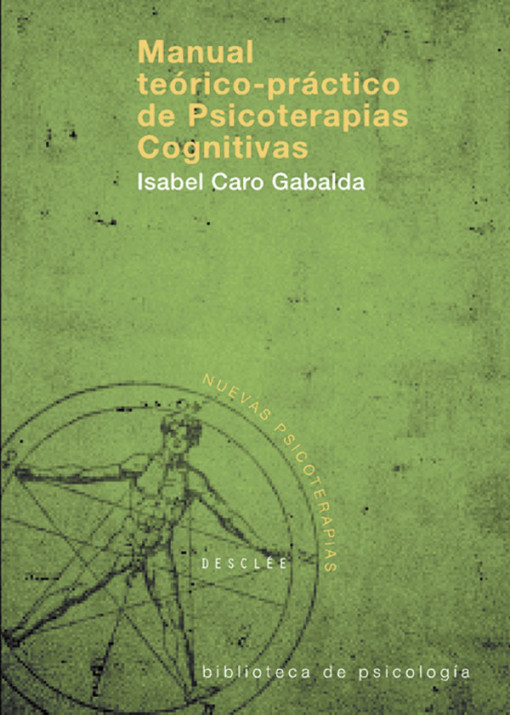 Manual
teórico-práctico
de Psicoterapias
Cognitivas
Isabel Caro Gabalda
NUEVAS PSICOTERAPIAS
DESCLÉE
biblioteca de psicología